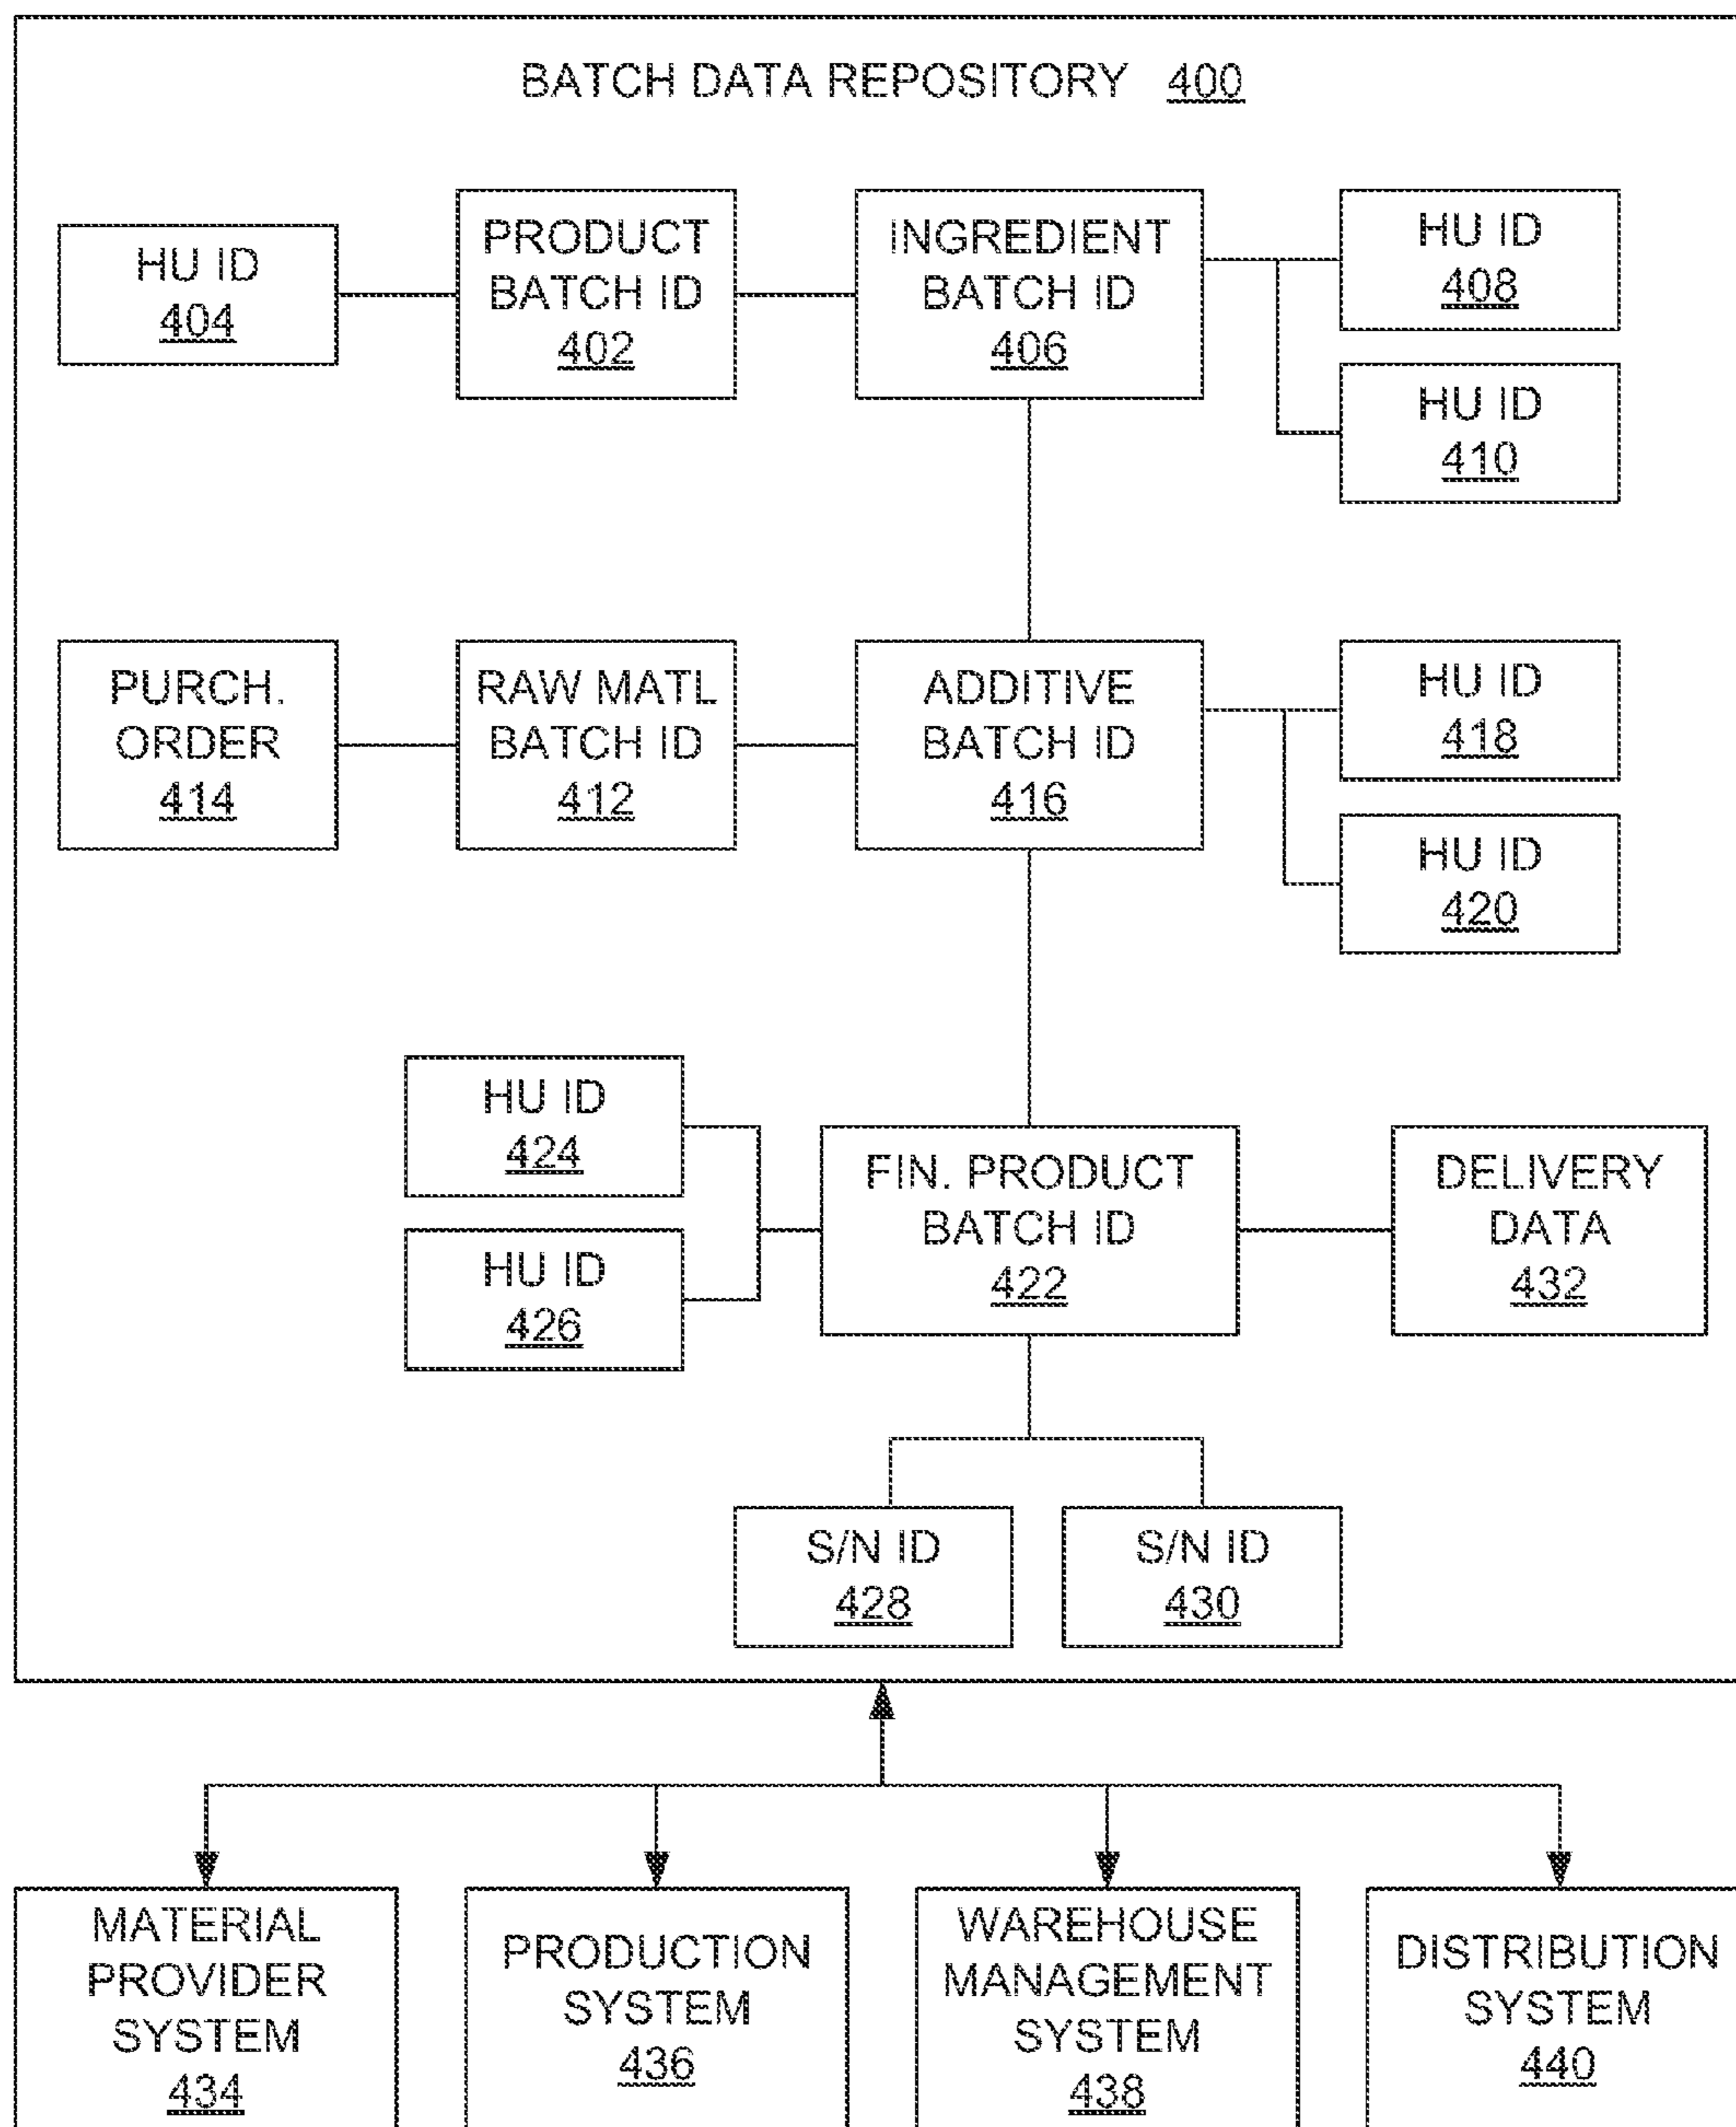 BATCH DATA REPOSITORY 400
HU ID
404
PRODUCT
BATCH ID
402
INGREDIENT
BATCH ID
406
HU ID
408
HU ID
410
PURCH.
ORDER
414
RAW MATL
BATCH ID
412
ADDITIVE
BATCH ID
416
HU ID
418
HU ID
420
HU ID
424
HU ID
426
FIN. PRODUCT
BATCH ID
422
DELIVERY
DATA
432
S/N ID
428
S/N ID
430
MATERIAL
PROVIDER
SYSTEM
434
PRODUCTION
SYSTEM
436
WAREHOUSE
MANAGEMENT
SYSTEM
438
DISTRIBUTION
SYSTEM
440